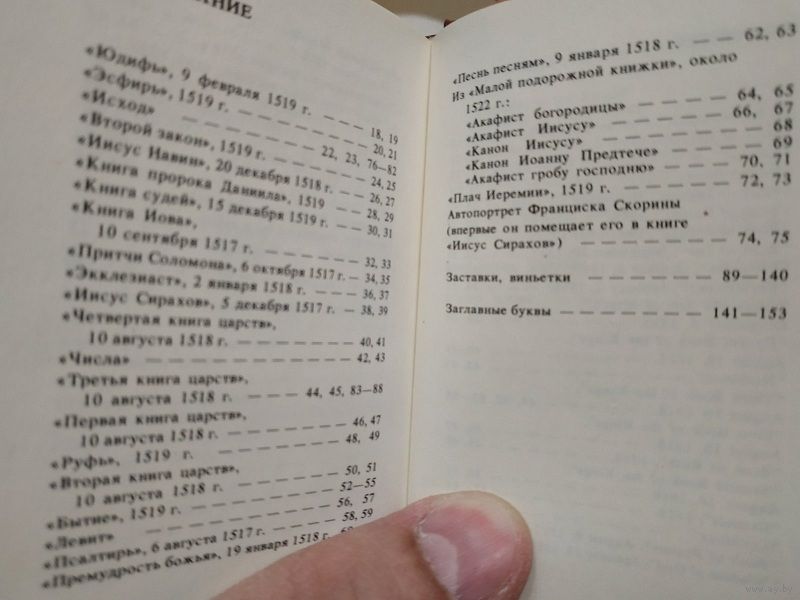 АНИЕ
«Юдифь», 9 февраля 1519 г. — — — 18, 19
«Эсфирь», 1519 г. — — — — — 20, 21
«Исход» — — — — 22, 23, 76—82
«Второй закон», 1519 г. — — — — 24, 25
«Иисус Навин», 20 декабря 1518 г. — — 26, 27
«Книга пророка Даниила», 1519 — — 28, 29
«Книга судей», 15 декабря 1519 г. — — 30, 31
«Книга Иова»,
10 сентября 1517 г. — — — — 32, 33
«Притчи Соломона», 6 октября 1517 г. — 34, 35
«Экклезиаст», 2 января 1518 г. — — 36, 37
«Иисус Сирахов», 5 декабря 1517 г. — 38, 39
«Четвертая книга царств»,
10 августа 1518 г. — — — — — 40, 41
«Числа» — — — — — — — — — 42, 43
«Третья книга царств»,
10 августа 1518 г. — — — 44, 45, 83—88
«Первая книга царств»,
10 августа 1518 г. — — — — — 46, 47
«Руфь», 1519 г. — — — — — 48, 49
«Вторая книга царств»,
10 августа 1518 г. — — — — — 50, 51
«Бытие», 1519 г. — — — — — 52—55
«Левит» — — — — — — — 56, 57
«Псалтирь», 6 августа 1517 г. — — — 58, 59
«Премудрость божья», 19 января 1518 г.
«Песнь песням», 9 января 1518 г. — — 62, 63
Из «Малой подорожной книжки», около
1522 г.:
«Акафист богородицы» — — — — 64, 65
«Акафист Иисусу» — — — — — 66, 67
«Канон Иисусу» — — — — — — 68
«Канон Иоанну Предтече» — — — — 69
«Акафист гробу господню» — — — 70, 71
«Плач Иеремии», 1519 г. — — — — 72, 73
Автопортрет Франциска Скорины
(впервые он помещает его в книге
«Иисус Сирахов») — — — — — — 74, 75
Заставки, виньетки — — — — — 89—140
Заглавные буквы — — — — — — 141—153
www.ay.by